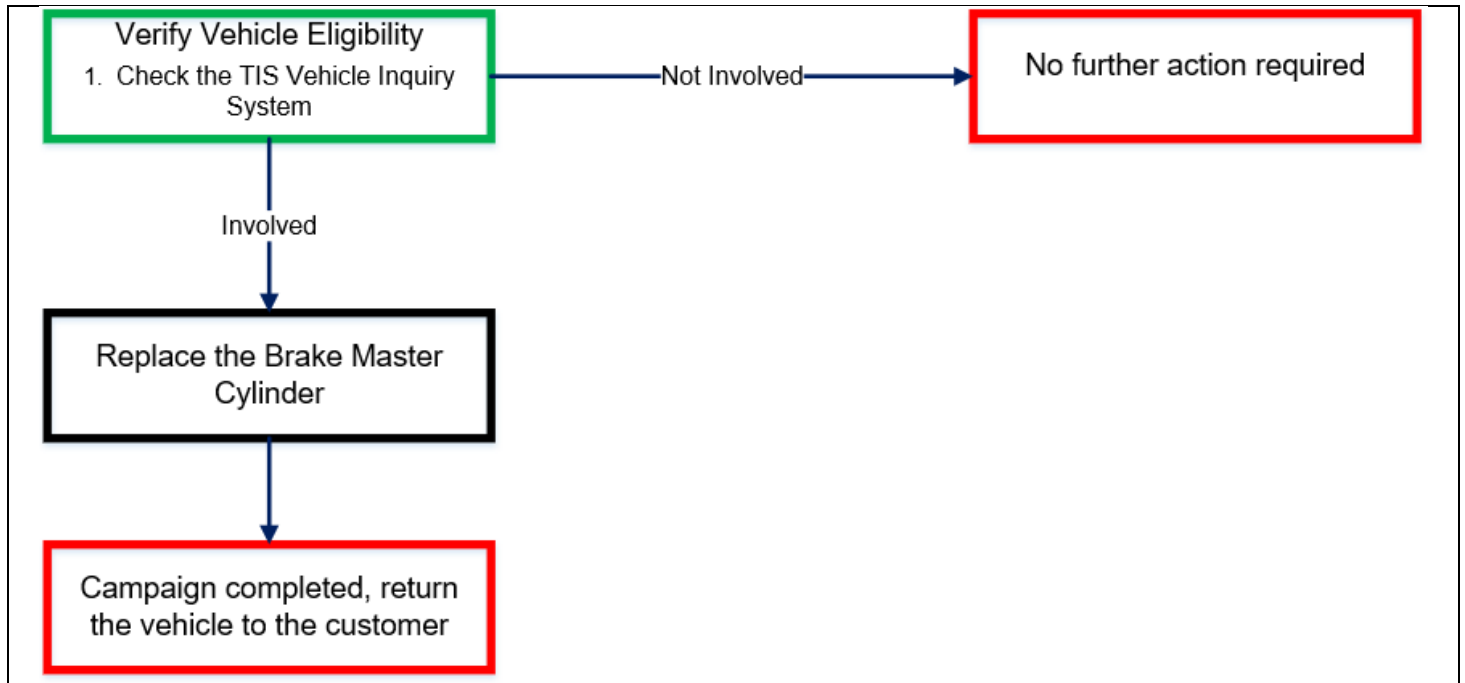 Verify Vehicle Eligibility
1. Check the TIS Vehicle Inquiry
System
Not Involved
No further action required
Involved
Replace the Brake Master
Cylinder
Campaign completed, return
the vehicle to the customer